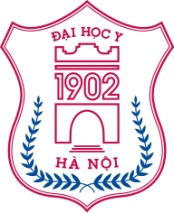 ĐẠI HỌC Y
1902
HÀ NỘI